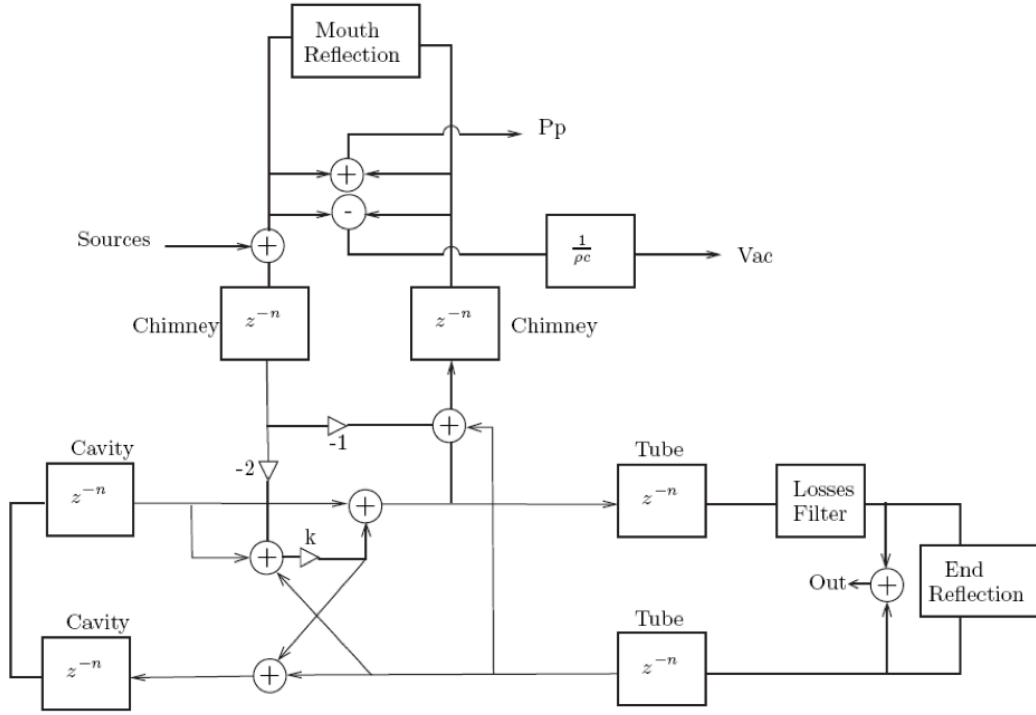 Mouth
Reflection
Pp
+
-
Sources
+
1
ρc
Vac
Chimney
z⁻ⁿ
z⁻ⁿ
Chimney
+
-1
Cavity
-2
Tube
z⁻ⁿ
+
z⁻ⁿ
Losses
Filter
k
+
Out
+
End
Reflection
Cavity
Tube
z⁻ⁿ
+
z⁻ⁿ